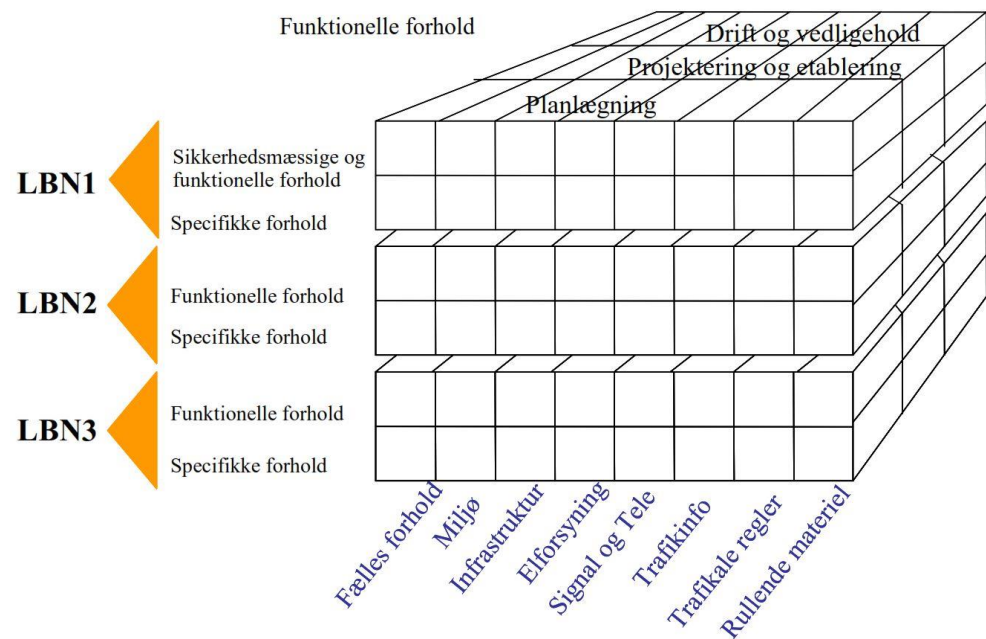 Funktionelle forhold
Drift og vedligehold
Projektering og etablering
Planlægning
LBN1
Sikkerhedsmæssige og
funktionelle forhold
Specifikke forhold
LBN2
Funktionelle forhold
Specifikke forhold
LBN3
Funktionelle forhold
Specifikke forhold
Fælles forhold
Miljø
Infrastruktur
Elforsyning
Signal og Tele
Trafikinfo
Trafikale regler
Rullende materiel